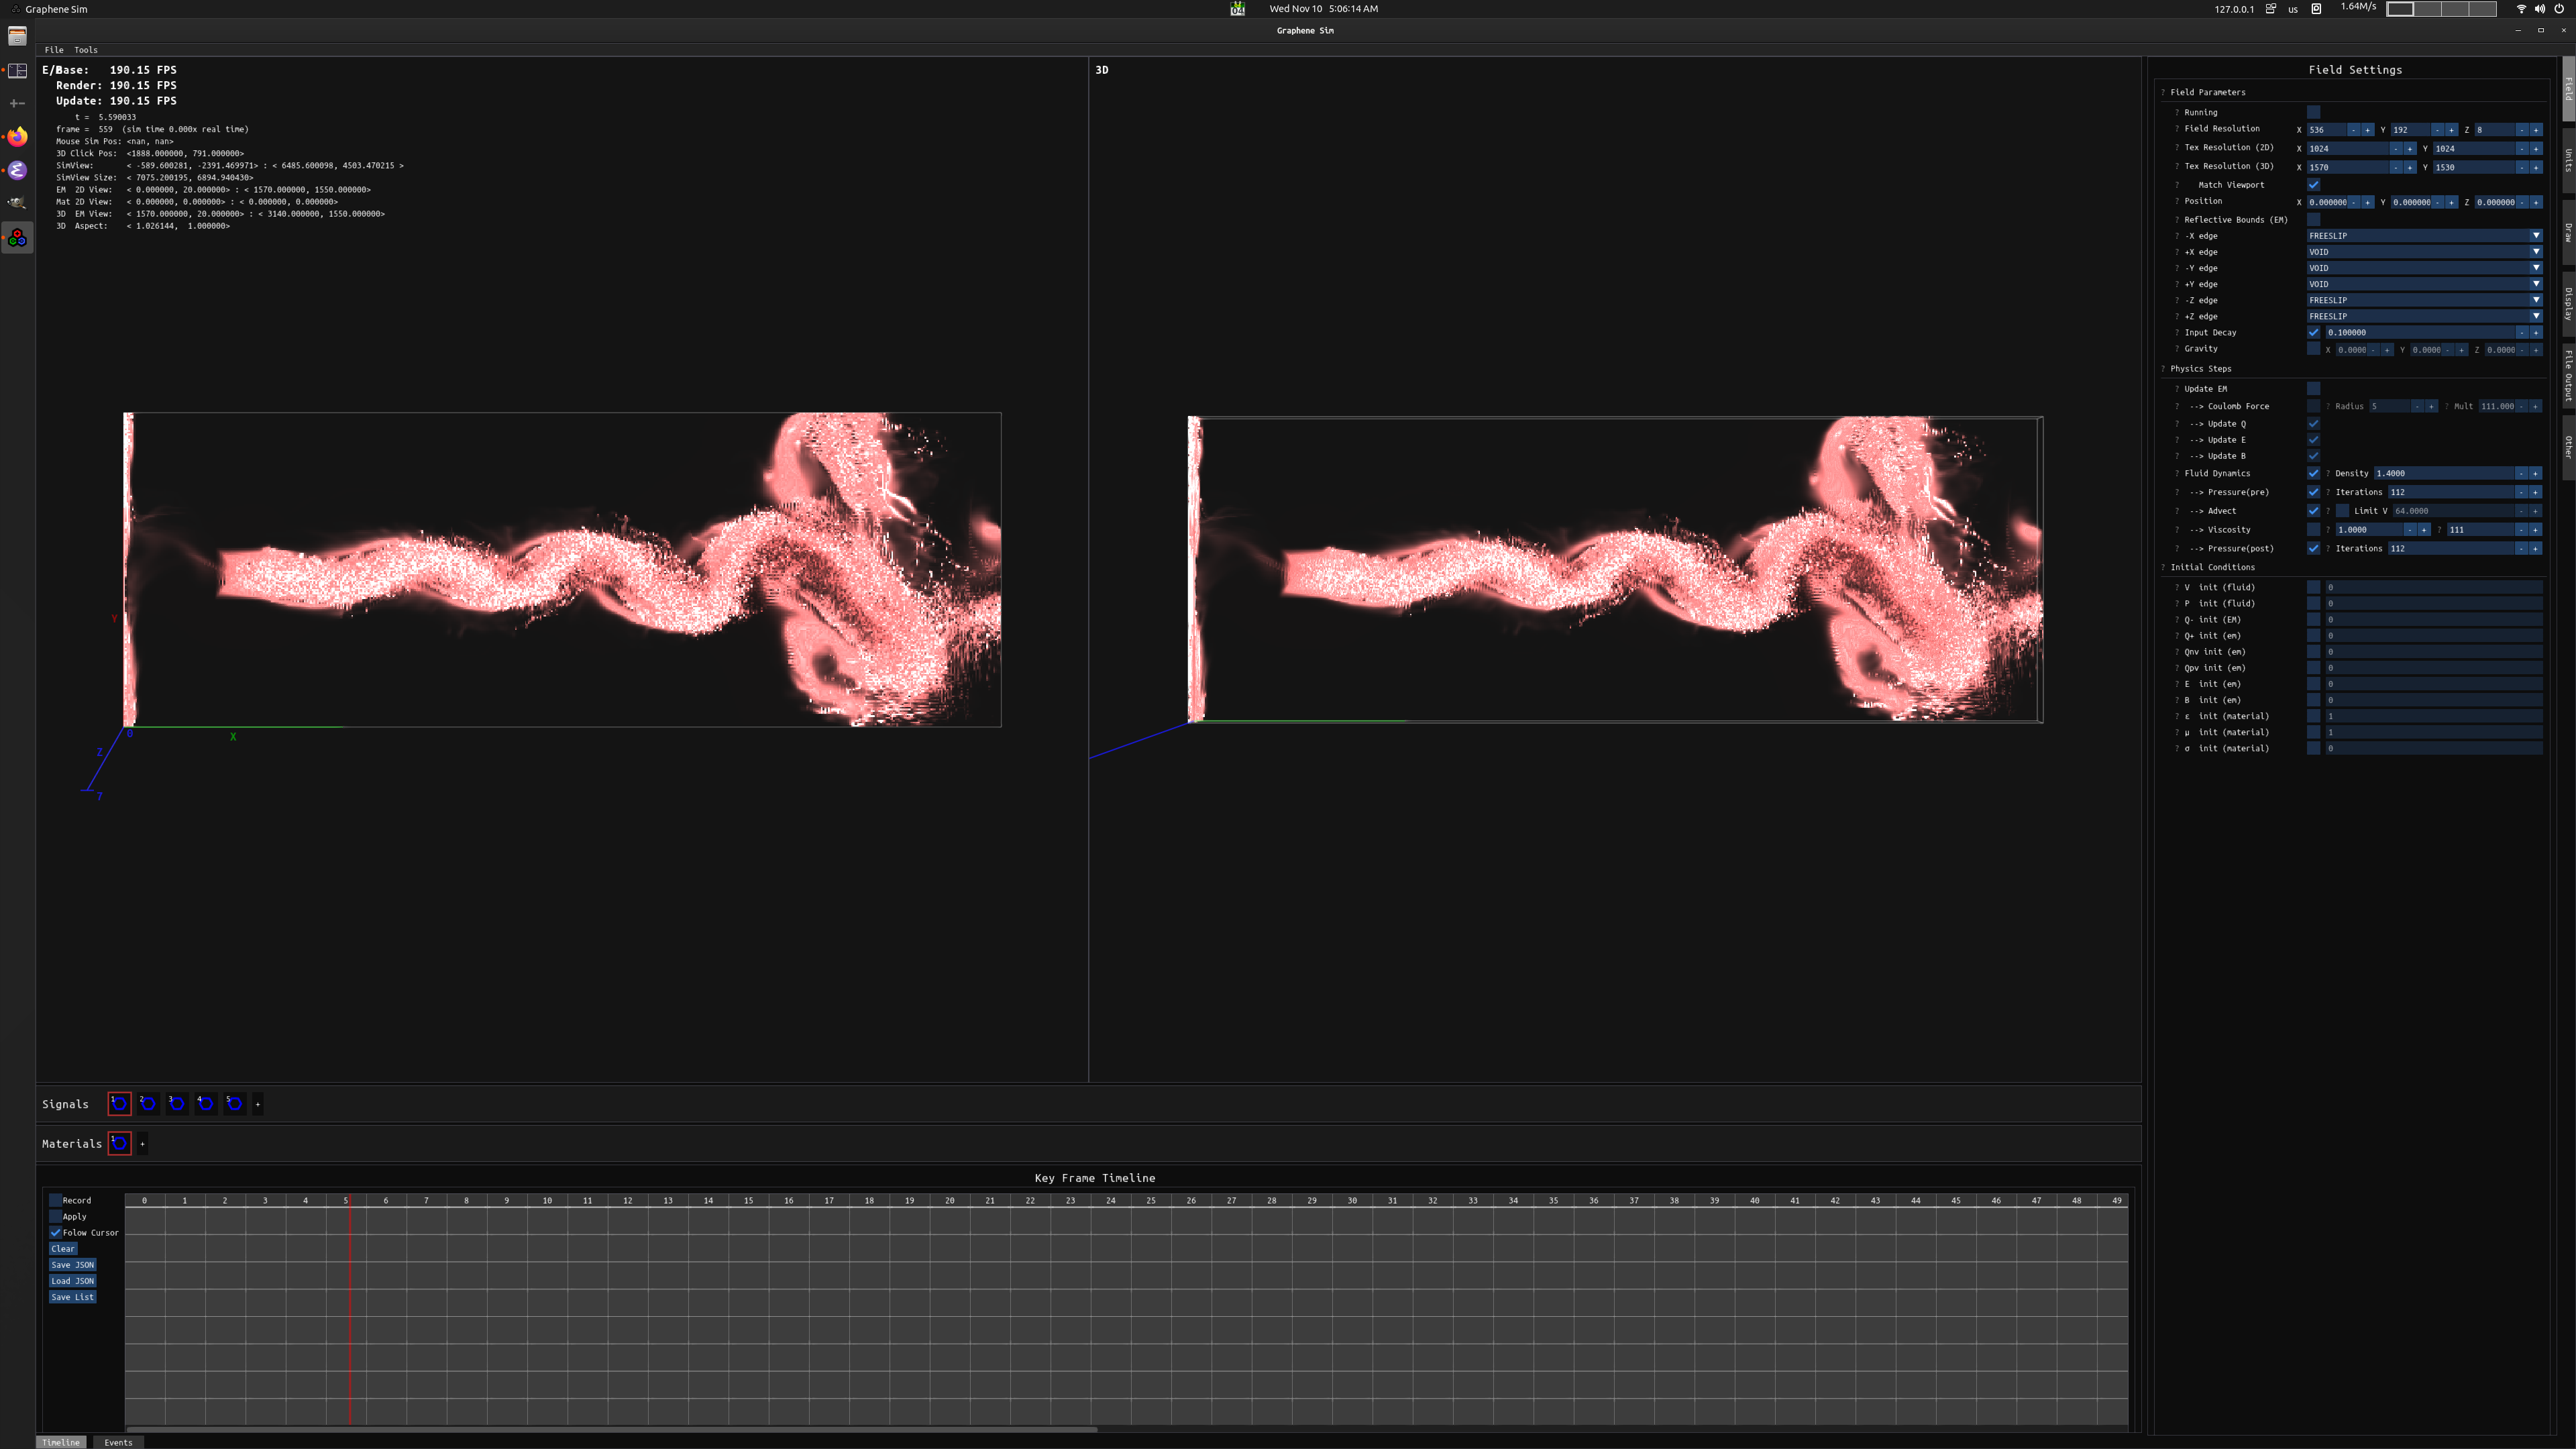 Graphene Sim
04
Wed Nov 10 5:06:14 AM
127.0.0.1 us 1.64M/s
Graphene Sim
File Tools
E/B
Base: 190.15 FPS
Render: 190.15 FPS
Update: 190.15 FPS
t = 5.590033
frame = 559 (sim time 0.000x real time)
Mouse Sim Pos: <nan, nan>
3D Click Pos: <1888.000000, 791.000000>
SimView: < -589.600281, -2391.469971> : < 6485.600098, 4503.470215 >
SimView Size: < 7075.200195, 6894.940430>
EM 2D View: < 0.000000, 20.000000> : < 1570.000000, 1550.000000>
Mat 2D View: < 0.000000, 0.000000> : < 0.000000, 0.000000>
3D EM View: < 1570.000000, 20.000000> : < 3140.000000, 1550.000000>
3D Aspect: < 1.026144, 1.000000>
Y
0
X
Z
7
3D
Field Settings
? Field Parameters
? Running
? Field Resolution X 536 - + Y 192 - + Z 8 - +
? Tex Resolution (2D) X 1024 - + Y 1024 - +
? Tex Resolution (3D) X 1570 - + Y 1530 - +
? Match Viewport
? Position X 0.000000 - + Y 0.000000 - + Z 0.000000 - +
? Reflective Bounds (EM)
? -X edge FREESLIP
? +X edge VOID
? -Y edge VOID
? +Y edge VOID
? -Z edge FREESLIP
? +Z edge FREESLIP
? Input Decay 0.100000 - +
? Gravity X 0.0000 - + Y 0.0000 - + Z 0.0000 - +
? Physics Steps
? Update EM
? --> Coulomb Force ? Radius 5 - + ? Mult 111.000 - +
? --> Update Q
? --> Update E
? --> Update B
? Fluid Dynamics ? Density 1.4000 - +
? --> Pressure(pre) ? Iterations 112 - +
? --> Advect ? Limit V 64.0000 - +
? --> Viscosity ? 1.0000 - + ? 111 - +
? --> Pressure(post) ? Iterations 112 - +
? Initial Conditions
? V init (fluid) 0
? P init (fluid) 0
? Q- init (EM) 0
? Q+ init (em) 0
? Qnv init (em) 0
? Qpv init (em) 0
? E init (em) 0
? B init (em) 0
? ε init (material) 1
? μ init (material) 1
? σ init (material) 0
Field
Units
Draw
Display
File Output
Other
Signals 1 2 3 4 5 +
Materials 1 +
Key Frame Timeline
0 1 2 3 4 5 6 7 8 9 10 11 12 13 14 15 16 17 18 19 20 21 22 23 24 25 26 27 28 29 30 31 32 33 34 35 36 37 38 39 40 41 42 43 44 45 46 47 48 49
Record
Apply
Folow Cursor
Clear
Save JSON
Load JSON
Save List
Timeline Events